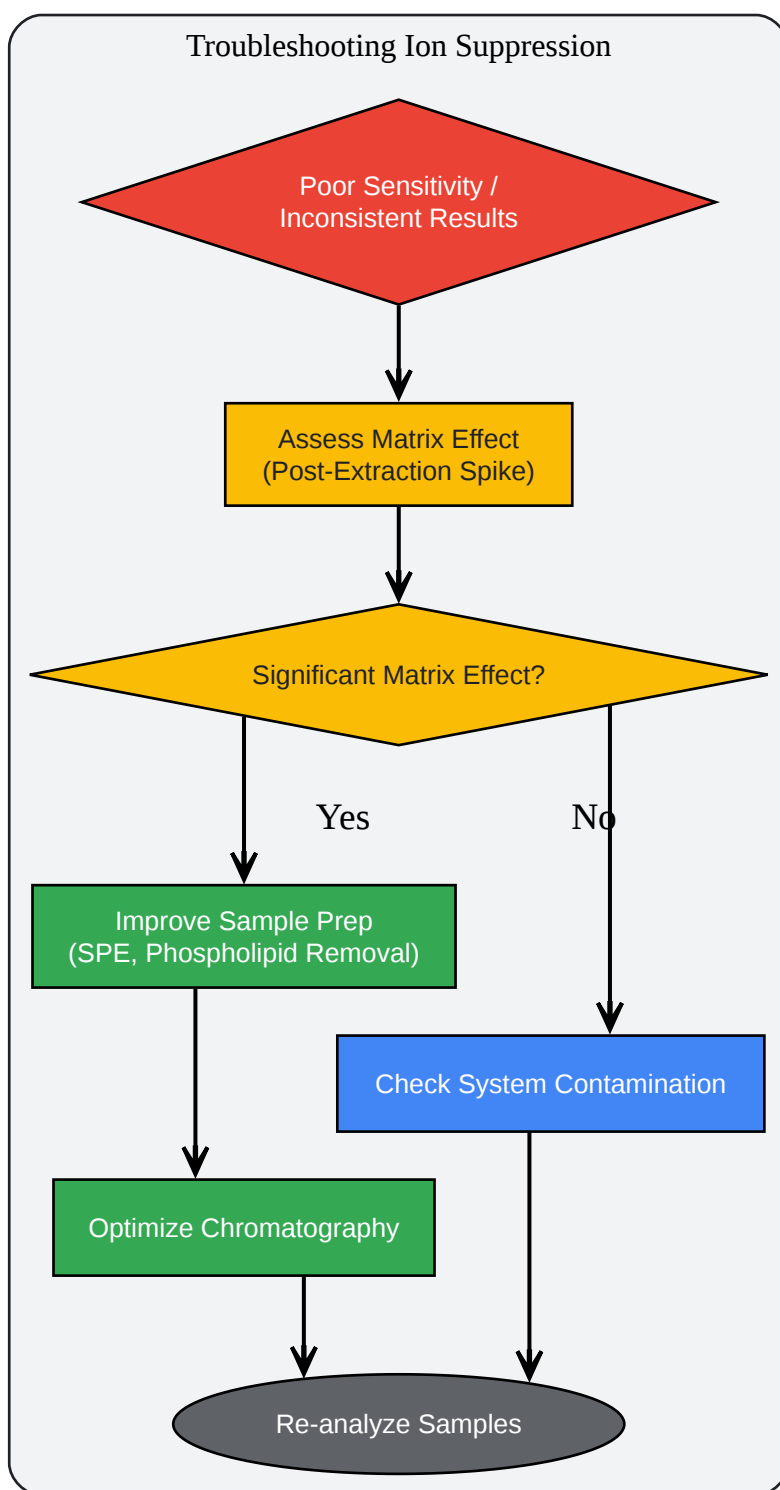 Troubleshooting Ion Suppression
Poor Sensitivity /
Inconsistent Results
Assess Matrix Effect
(Post-Extraction Spike)
Significant Matrix Effect?
Yes
No
Improve Sample Prep
(SPE, Phospholipid Removal)
Check System Contamination
Optimize Chromatography
Re-analyze Samples